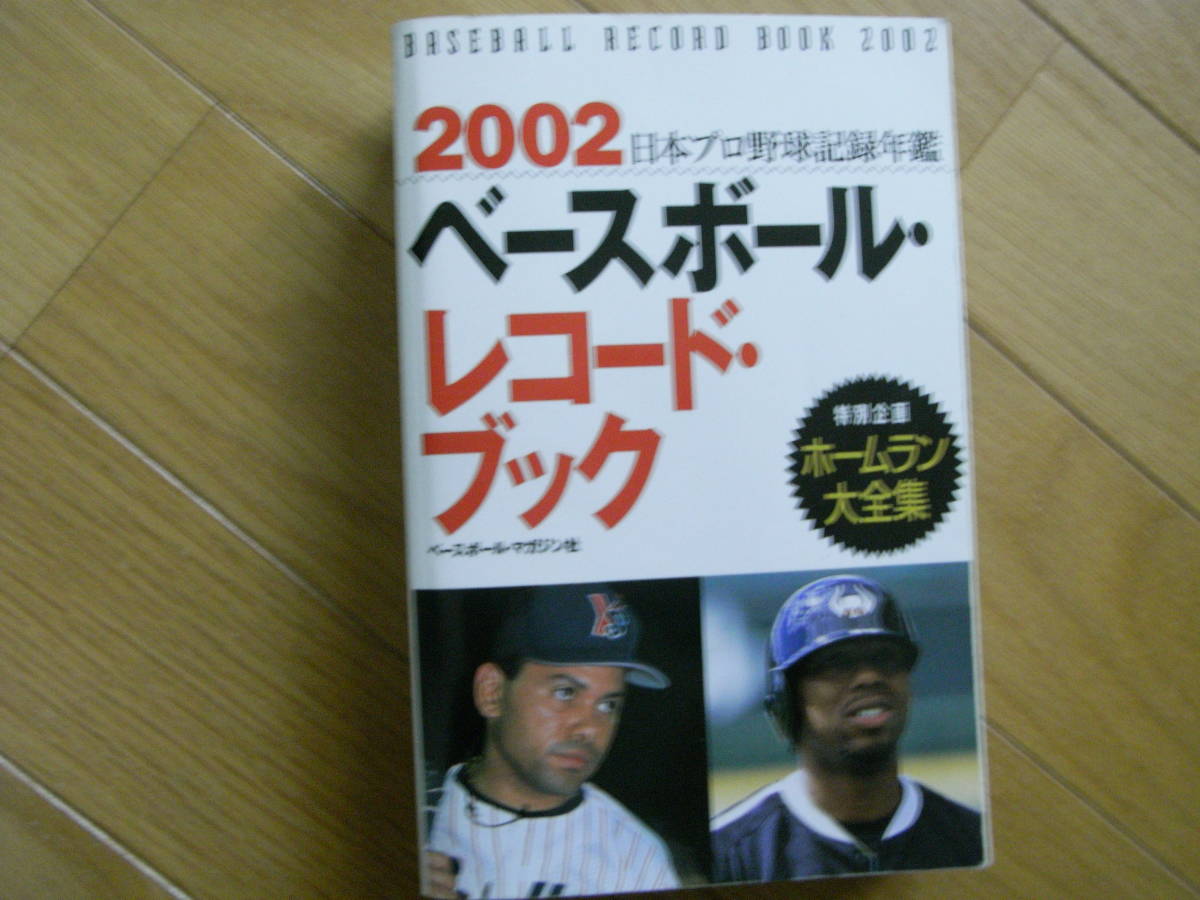 BASEBALL RECORD BOOK 2002
2002 日本プロ野球記録年鑑
ベースボール・
レコード・
ブック
特別企画
ホームラン
大全集
ベースボール・マガジン社